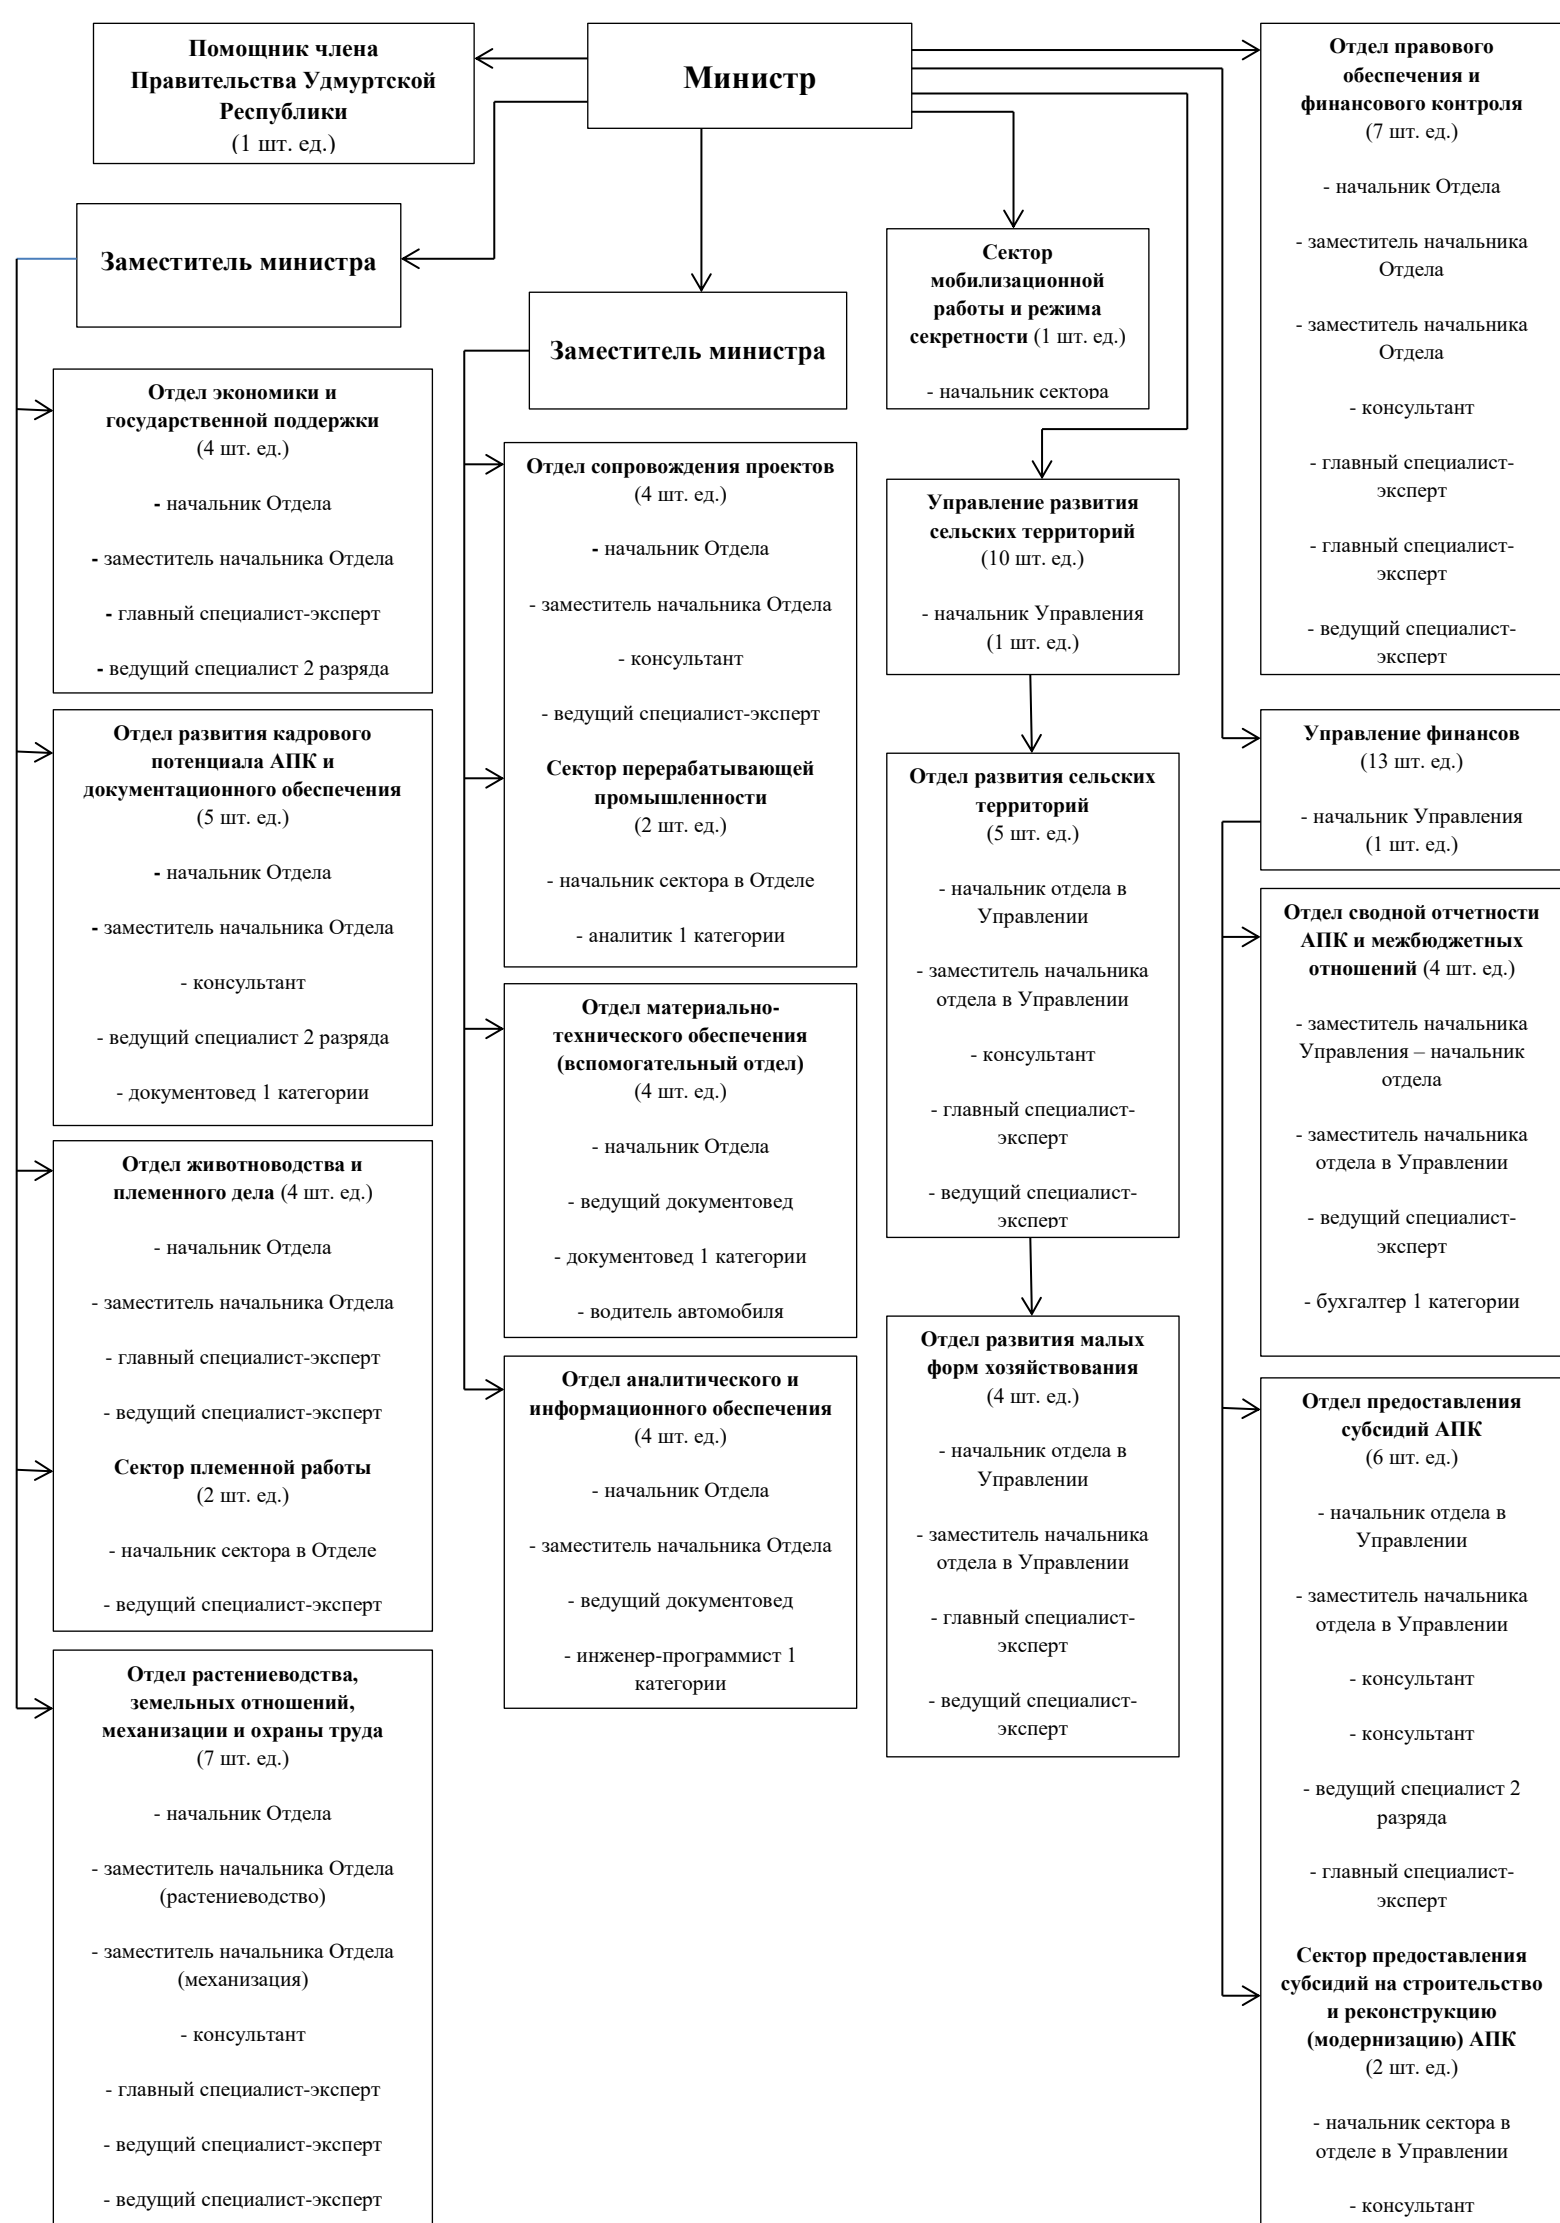 Помощник члена
Правительства Удмуртской
Республики
(1 шт. ед.)
Министр
Заместитель министра
Заместитель министра
Отдел экономики и
государственной поддержки
(4 шт. ед.)
- начальник Отдела
- заместитель начальника Отдела
- главный специалист-эксперт
- ведущий специалист 2 разряда
Отдел развития кадрового
потенциала АПК и
документационного обеспечения
(5 шт. ед.)
- начальник Отдела
- заместитель начальника Отдела
- консультант
- ведущий специалист 2 разряда
- документовед 1 категории
Отдел животноводства и
племенного дела (4 шт. ед.)
- начальник Отдела
- заместитель начальника Отдела
- главный специалист-эксперт
- ведущий специалист-эксперт
Сектор племенной работы
(2 шт. ед.)
- начальник сектора в Отделе
- ведущий специалист-эксперт
Отдел растениеводства,
земельных отношений,
механизации и охраны труда
(7 шт. ед.)
- начальник Отдела
- заместитель начальника Отдела
(растениеводство)
- заместитель начальника Отдела
(механизация)
- консультант
- главный специалист-эксперт
- ведущий специалист-эксперт
- ведущий специалист-эксперт
Отдел сопровождения проектов
(4 шт. ед.)
- начальник Отдела
- заместитель начальника Отдела
- консультант
- ведущий специалист-эксперт
Сектор перерабатывающей
промышленности
(2 шт. ед.)
- начальник сектора в Отделе
- аналитик 1 категории
Отдел материально-
технического обеспечения
(вспомогательный отдел)
(4 шт. ед.)
- начальник Отдела
- ведущий документовед
- документовед 1 категории
- водитель автомобиля
Отдел аналитического и
информационного обеспечения
(4 шт. ед.)
- начальник Отдела
- заместитель начальника Отдела
- ведущий документовед
- инженер-программист 1
категории
Сектор
мобилизационной
работы и режима
секретности (1 шт. ед.)
- начальник сектора
Управление развития
сельских территорий
(10 шт. ед.)
- начальник Управления
(1 шт. ед.)
Отдел развития сельских
территорий
(5 шт. ед.)
- начальник отдела в
Управлении
- заместитель начальника
отдела в Управлении
- консультант
- главный специалист-
эксперт
- ведущий специалист-
эксперт
Отдел развития малых
форм хозяйствования
(4 шт. ед.)
- начальник отдела в
Управлении
- заместитель начальника
отдела в Управлении
- главный специалист-
эксперт
- ведущий специалист-
эксперт
Отдел правового
обеспечения и
финансового контроля
(7 шт. ед.)
- начальник Отдела
- заместитель начальника
Отдела
- заместитель начальника
Отдела
- консультант
- главный специалист-
эксперт
- главный специалист-
эксперт
- ведущий специалист-
эксперт
Управление финансов
(13 шт. ед.)
- начальник Управления
(1 шт. ед.)
Отдел сводной отчетности
АПК и межбюджетных
отношений (4 шт. ед.)
- заместитель начальника
Управления – начальник
отдела
- заместитель начальника
отдела в Управлении
- ведущий специалист-
эксперт
- бухгалтер 1 категории
Отдел предоставления
субсидий АПК
(6 шт. ед.)
- начальник отдела в
Управлении
- заместитель начальника
отдела в Управлении
- консультант
- консультант
- ведущий специалист 2
разряда
- главный специалист-
эксперт
Сектор предоставления
субсидий на строительство
и реконструкцию
(модернизацию) АПК
(2 шт. ед.)
- начальник сектора в
отделе в Управлении
- консультант